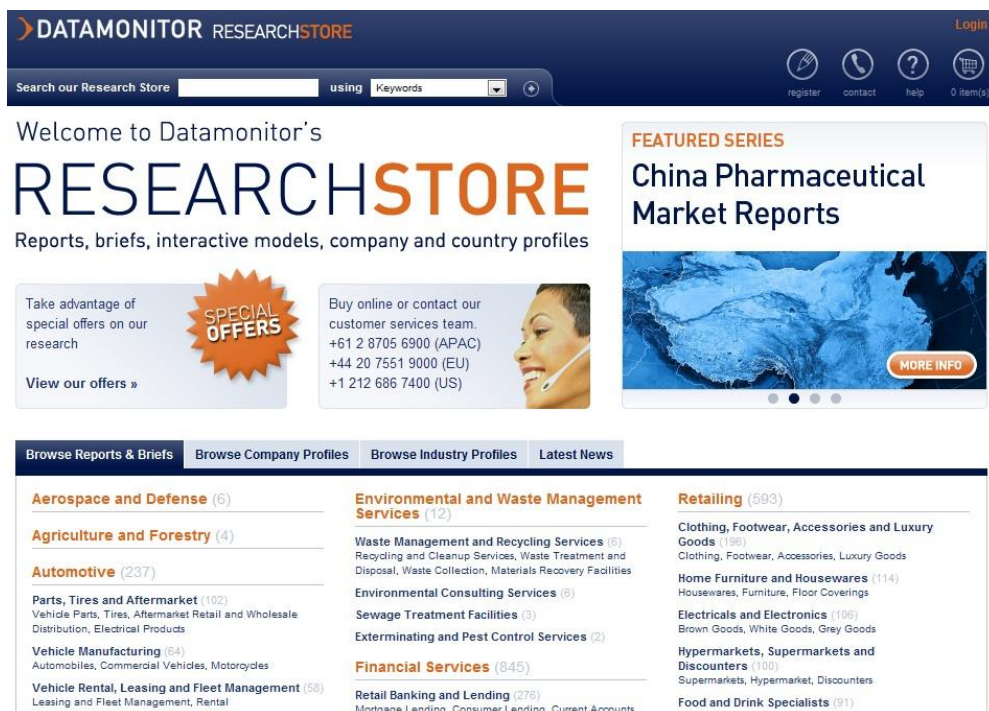 DATAMONITOR RESEARCHSTORE
Login
Search our Research Store
using
Keywords
register
contact
help
0 item(s)
Welcome to Datamonitor's
RESEARCHSTORE
Reports, briefs, interactive models, company and country profiles
Take advantage of
special offers on our
research
View our offers »
SPECIAL
OFFERS
Buy online or contact our
customer services team.
+61 2 8705 6900 (APAC)
+44 20 7551 9000 (EU)
+1 212 686 7400 (US)
FEATURED SERIES
China Pharmaceutical
Market Reports
MORE INFO
Browse Reports & Briefs
Browse Company Profiles
Browse Industry Profiles
Latest News
Aerospace and Defense (6)
Agriculture and Forestry (4)
Automotive (237)
Parts, Tires and Aftermarket (102)
Vehicle Parts, Tires, Aftermarket Retail and Wholesale
Distribution, Electrical Products
Vehicle Manufacturing (64)
Automobiles, Commercial Vehicles, Motorcycles
Vehicle Rental, Leasing and Fleet Management (58)
Leasing and Fleet Management, Rental
Environmental and Waste Management
Services (12)
Waste Management and Recycling Services (6)
Recycling and Cleanup Services, Waste Treatment and
Disposal, Waste Collection, Materials Recovery Facilities
Environmental Consulting Services (6)
Sewage Treatment Facilities (3)
Exterminating and Pest Control Services (2)
Financial Services (845)
Retail Banking and Lending (276)
Mortgage Lending, Consumer Lending, Current Accounts
Retailing (593)
Clothing, Footwear, Accessories and Luxury
Goods (196)
Clothing, Footwear, Accessories, Luxury Goods
Home Furniture and Housewares (114)
Housewares, Furniture, Floor Coverings
Electricals and Electronics (106)
Brown Goods, White Goods, Grey Goods
Hypermarkets, Supermarkets and
Discounters (100)
Supermarkets, Hypermarket, Discounters
Food and Drink Specialists (91)